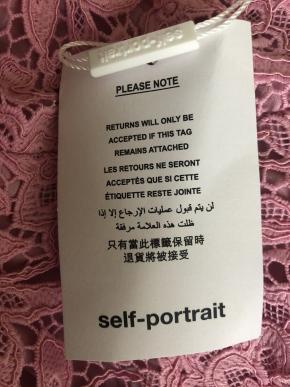 self-portrait
PLEASE NOTE
RETURNS WILL ONLY BE
ACCEPTED IF THIS TAG
REMAINS ATTACHED
LES RETOURS NE SERONT
ACCEPTÉS QUE SI CETTE
ÉTIQUETTE RESTE JOINTE
لن يتم قبول عمليات الإرجاع إلا إذا
ظلت هذه العلامة مرفقة
只有當此標籤保留時
退貨將被接受
self-portrait